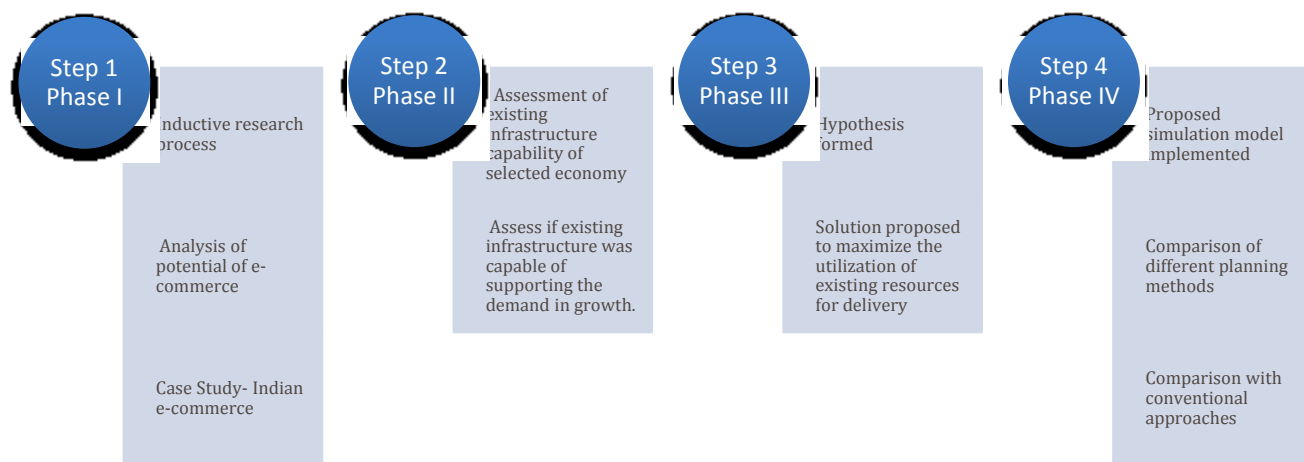 Step 1
Phase I
Inductive research
process
Analysis of
potential of e-
commerce
Case Study- Indian
e-commerce
Step 2
Phase II
Assessment of
existing
infrastructure
capability of
selected economy
Assess if existing
infrastructure was
capable of
supporting the
demand in growth.
Step 3
Phase III
Hypothesis
formed
Solution proposed
to maximize the
utilization of
existing resources
for delivery
Step 4
Phase IV
Proposed
simulation model
implemented
Comparison of
different planning
methods
Comparison with
conventional
approaches